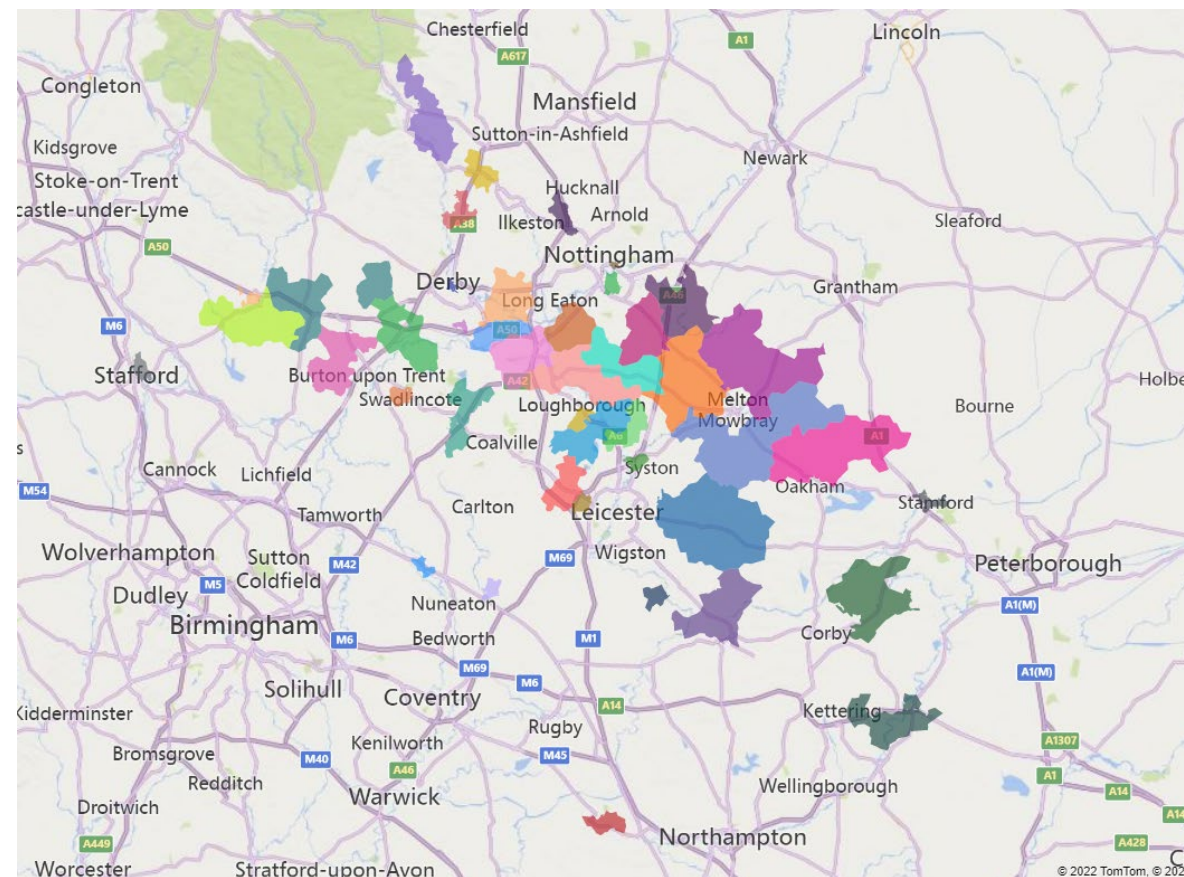 Chesterfield
Lincoln
A1
A617
Congleton
Mansfield
Sutton-in-Ashfield
Kidsgrove
Newark
Stoke-on-Trent
Hucknall
castle-under-Lyme
Arnold
Ilkeston
A38
Sleaford
A50
Nottingham
Derby
Grantham
A46
Long Eaton
M6
A50
Stafford
Burton upon Trent
A42
Holbe
Swadlincote
Loughborough
Melton
Mowbray
Bourne
A6
A1
Coalville
Syston
Cannock
Lichfield
Oakham
M54
Stamford
Carlton
Leicester
Tamworth
Wolverhampton
Sutton
Coldfield
M69
Wigston
Peterborough
M42
M5
Dudley
Nuneaton
A1(M)
Birmingham
M6
Bedworth
M1
Corby
M69
A1(M)
M6
Solihull
Coventry
A14
Kettering
Kidderminster
Rugby
A1307
Kenilworth
M45
Bromsgrove
M40
A46
A1
Redditch
Wellingborough
A14
Droitwich
Warwick
A14
A449
Northampton
A428
Worcester
Stratford-upon-Avon
© 2022 TomTom, © 202